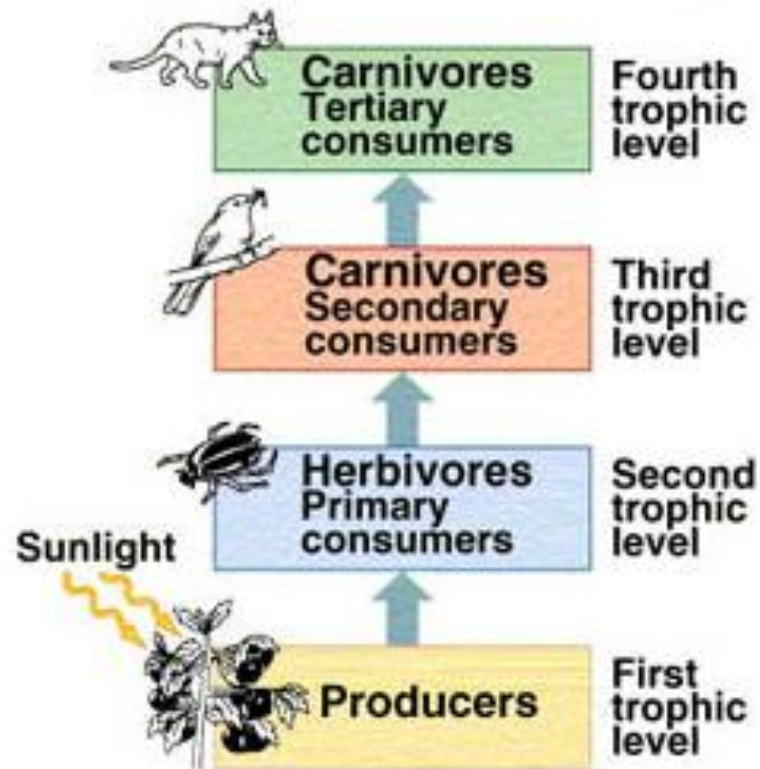 Carnivores
Tertiary
consumers
Fourth
trophic
level
Carnivores
Secondary
consumers
Third
trophic
level
Herbivores
Primary
consumers
Second
trophic
level
Sunlight
Producers
First
trophic
level